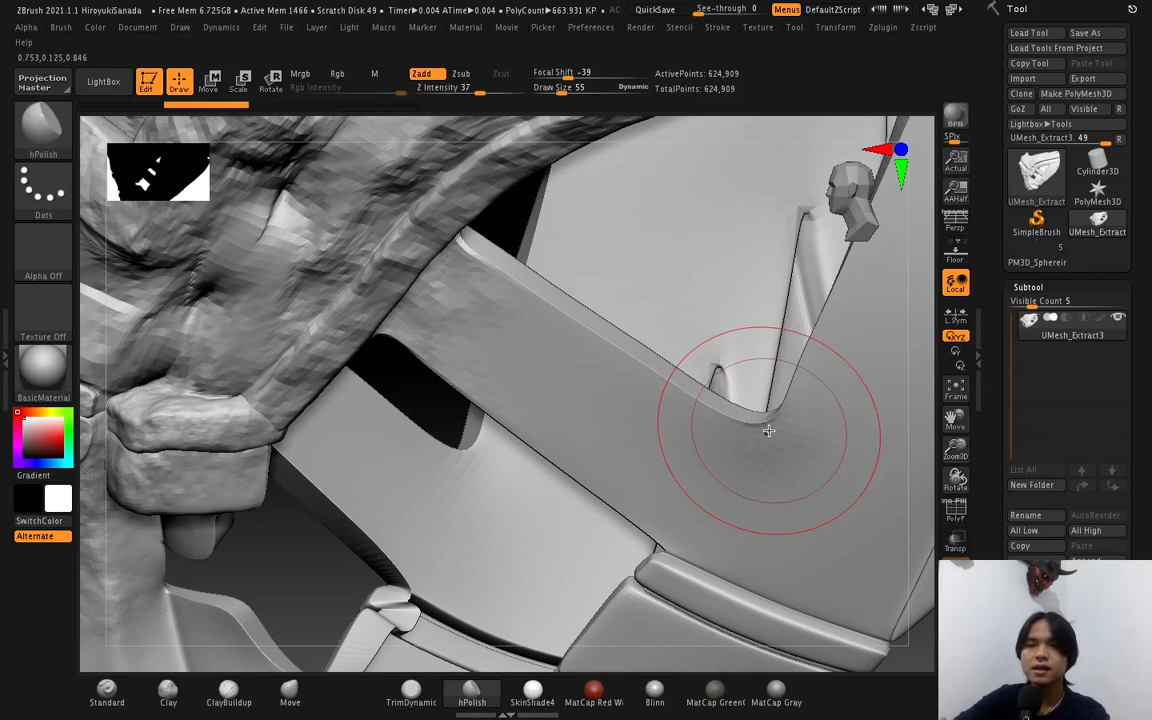 ZBrush 2021.1.1 HiroyukiSanada • Free Mem 6.725GB • Active Mem 1466 • Scratch Disk 49 • Timer▶0.004 ATime▶0.004 • PolyCount▶663.931 KP • AC QuickSave See-through 0 Menus DefaultZScript
Alpha Brush Color Document Draw Dynamics Edit File Layer Light Macro Marker Material Movie Picker Preferences Render Stencil Stroke Texture Tool Transform Zplugin Zscript
Help
0.753,0.125,0.846
Projection Master LightBox Edit Draw Move Scale Rotate Mrgb Rgb M Zadd Zsub Zcut Focal Shift -39 ActivePoints: 624,909
Rgb Intensity Z Intensity 37 Draw Size 55 Dynamic TotalPoints: 624,909
hPolish
Dots
Alpha Off
Texture Off
BasicMaterial
Gradient
SwitchColor
Alternate
BPR
SPix
Actual
AAHalf
Dynamic
Persp
Floor
Local
L.Sym
XYZ
Frame
Move
Zoom3D
Rotate
PolyF
Transp
Tool
Load Tool Save As
Load Tools From Project
Copy Tool Paste Tool
Import Export
Clone Make PolyMesh3D
GoZ All Visible R
Lightbox▶Tools
UMesh_Extract3. 49 R
Cylinder3D
UMesh_Extract PolyMesh3D
SimpleBrush UMesh_Extract
5
PM3D_Sphereir
Subtool
Visible Count 5
UMesh_Extract3
List All
New Folder
Rename AutoReorder
All Low All High
Copy Paste
Standard Clay ClayBuildup Move TrimDynamic hPolish SkinShade4 MatCap Red W Blinn MatCap Green MatCap Gray